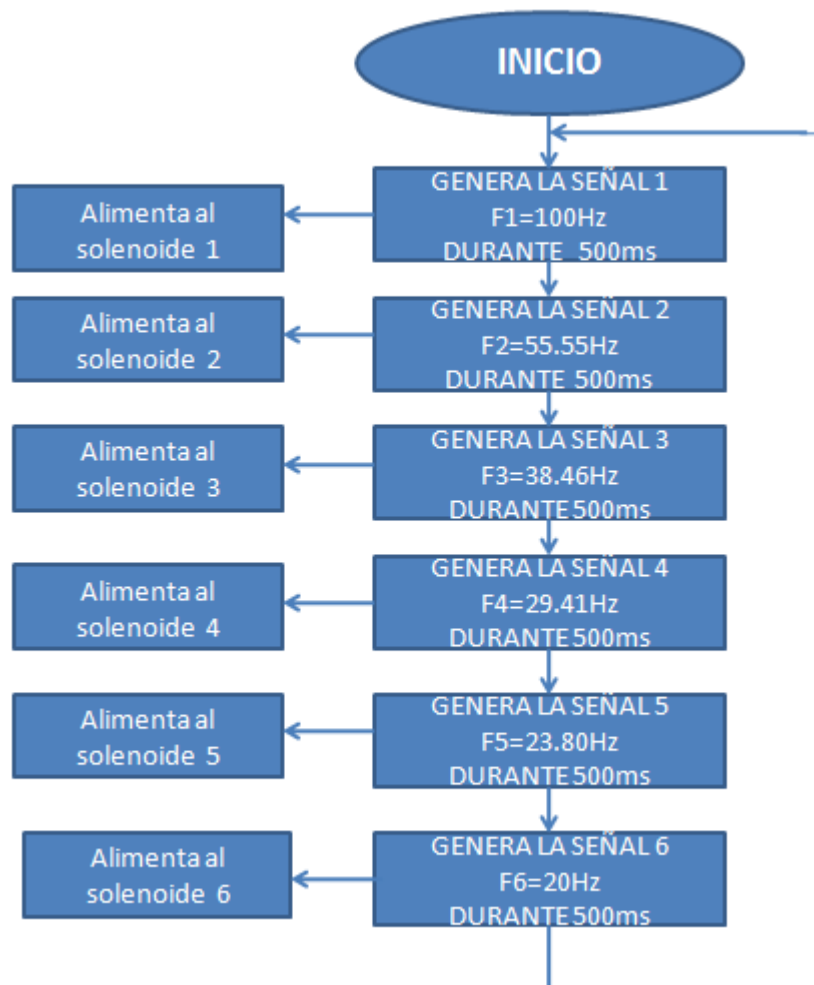 INICIO
GENERA LA SEÑAL 1
F1=100Hz
DURANTE 500ms
Alimenta al
solenoide 1
GENERA LA SEÑAL 2
F2=55.55Hz
DURANTE 500ms
Alimenta al
solenoide 2
GENERA LA SEÑAL 3
F3=38.46Hz
DURANTE 500ms
Alimenta al
solenoide 3
GENERA LA SEÑAL 4
F4=29.41Hz
DURANTE 500ms
Alimenta al
solenoide 4
GENERA LA SEÑAL 5
F5=23.80Hz
DURANTE 500ms
Alimenta al
solenoide 5
GENERA LA SEÑAL 6
F6=20Hz
DURANTE 500ms
Alimenta al
solenoide 6